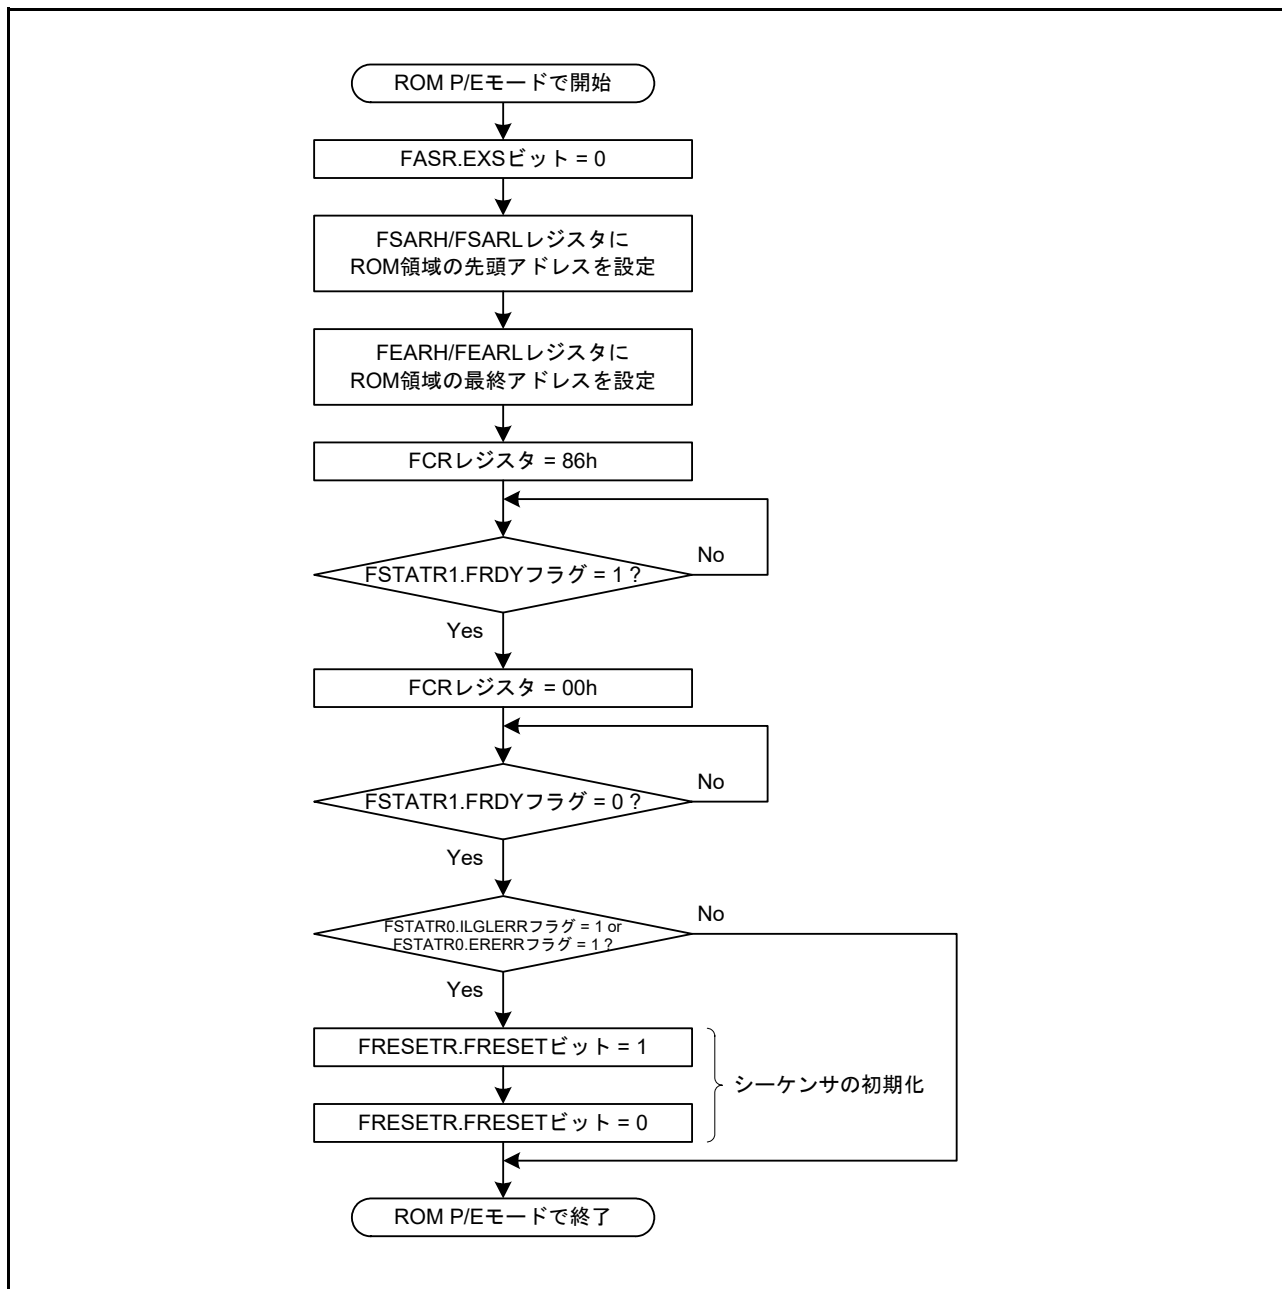 ROM P/Eモードで開始
FASR.EXSビット = 0
FSARH/FSARLレジスタに
ROM領域の先頭アドレスを設定
FEARH/FEARLレジスタに
ROM領域の最終アドレスを設定
FCRレジスタ = 86h
FSTATR1.FRDYフラグ = 1 ?
No
Yes
FCRレジスタ = 00h
FSTATR1.FRDYフラグ = 0 ?
No
Yes
FSTATR0.ILGLERRフラグ = 1 or
FSTATR0.ERERRフラグ = 1 ?
No
Yes
FRESETR.FRESETビット = 1
シーケンサの初期化
FRESETR.FRESETビット = 0
ROM P/Eモードで終了